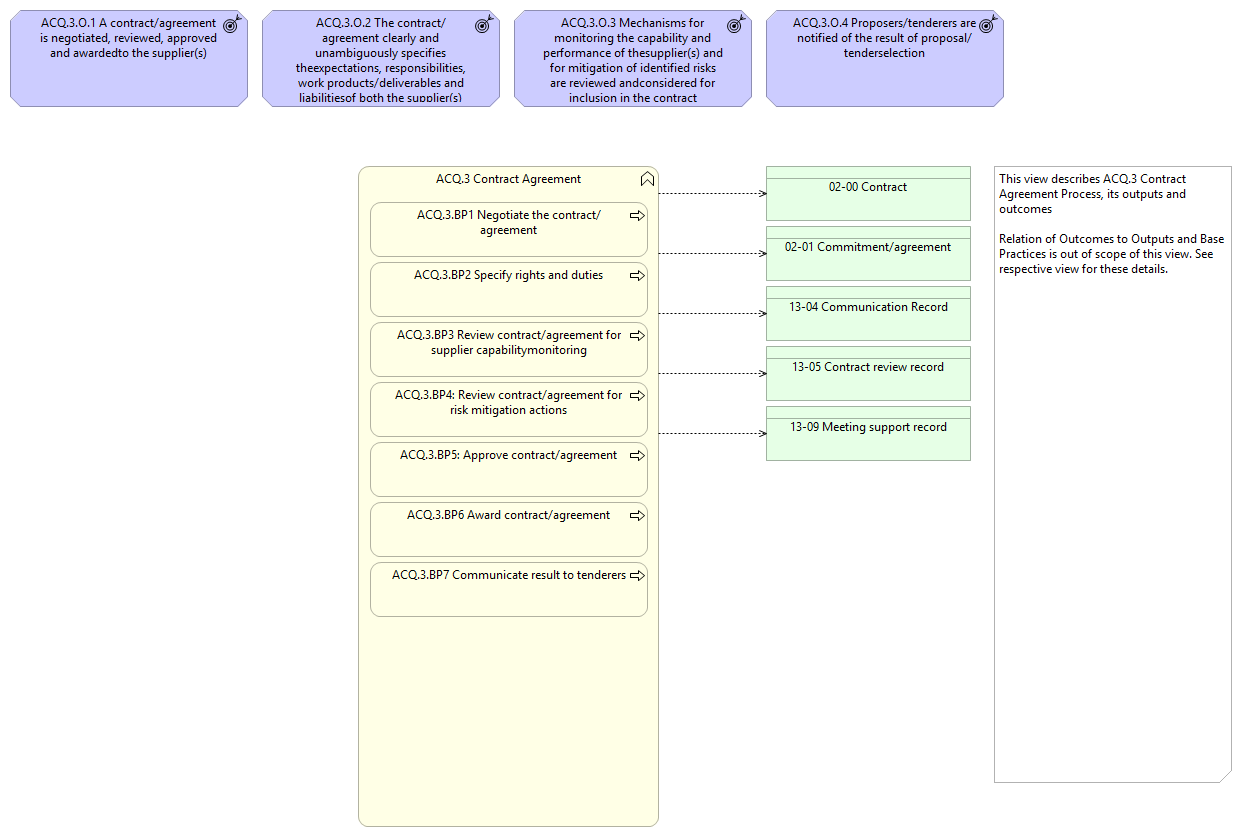 ACQ.3.O.1 A contract/agreement
is negotiated, reviewed, approved
and awardedto the supplier(s)
ACQ.3.O.2 The contract/
agreement clearly and
unambiguously specifies
theexpectations, responsibilities,
work products/deliverables and
liabilitiesof both the supplier(s)
ACQ.3.O.3 Mechanisms for
monitoring the capability and
performance of thesupplier(s) and
for mitigation of identified risks
are reviewed andconsidered for
inclusion in the contract
ACQ.3.O.4 Proposers/tenderers are
notified of the result of proposal/
tenderselection
ACQ.3 Contract Agreement
ACQ.3.BP1 Negotiate the contract/
agreement
ACQ.3.BP2 Specify rights and duties
ACQ.3.BP3 Review contract/agreement for
supplier capabilitymonitoring
ACQ.3.BP4: Review contract/agreement for
risk mitigation actions
ACQ.3.BP5: Approve contract/agreement
ACQ.3.BP6 Award contract/agreement
ACQ.3.BP7 Communicate result to tenderers
02-00 Contract
02-01 Commitment/agreement
13-04 Communication Record
13-05 Contract review record
13-09 Meeting support record
This view describes ACQ.3 Contract
Agreement Process, its outputs and
outcomes
Relation of Outcomes to Outputs and Base
Practices is out of scope of this view. See
respective view for these details.